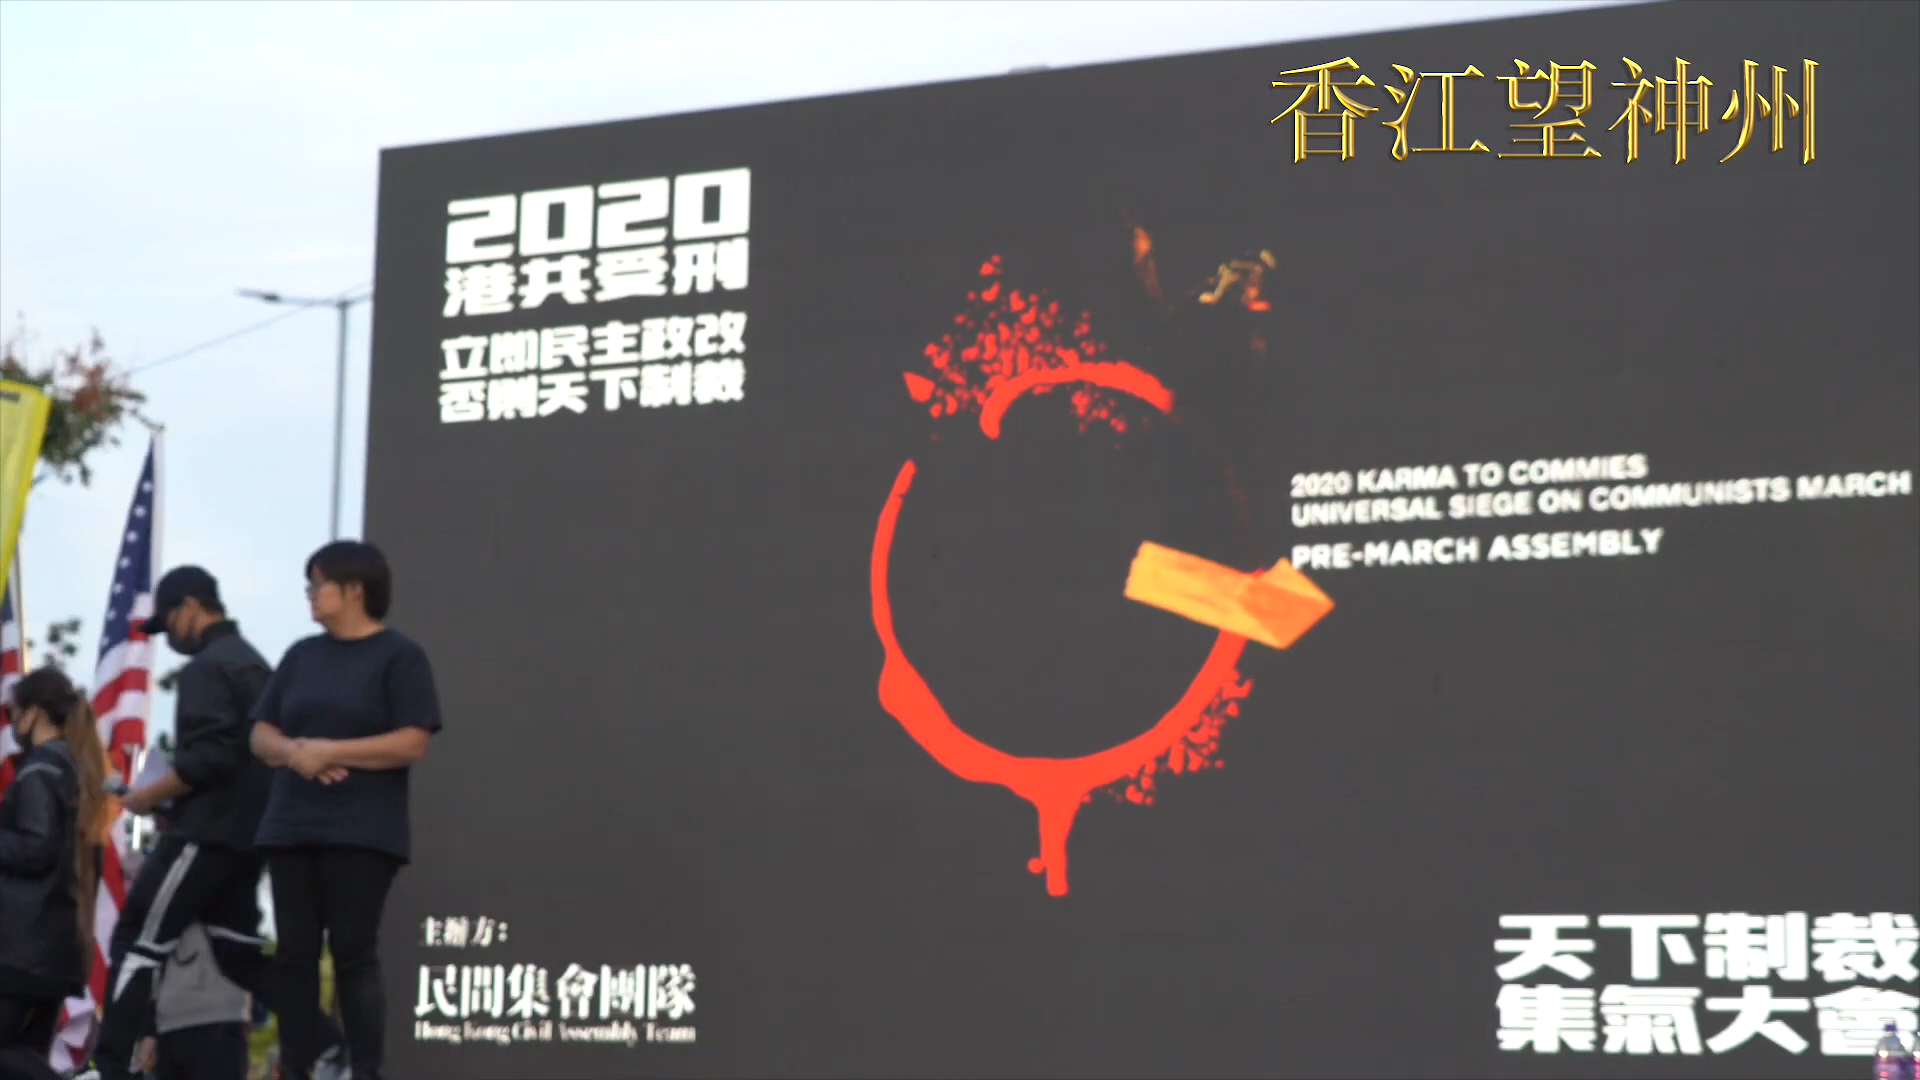 香江望神州
2020
港共受刑
立即民主政改
否則天下制裁
2020 KARMA TO COMMIES
UNIVERSAL SIEGE ON COMMUNISTS MARCH
PRE-MARCH ASSEMBLY
主辦方：
民間集會團隊
Hong Kong Civil Assembly Team
天下制裁
集氣大會